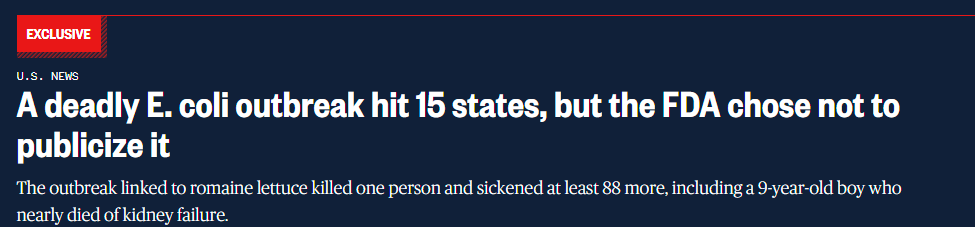 EXCLUSIVE
U.S. NEWS
A deadly E. coli outbreak hit 15 states, but the FDA chose not to
publicize it
The outbreak linked to romaine lettuce killed one person and sickened at least 88 more, including a 9-year-old boy who
nearly died of kidney failure.